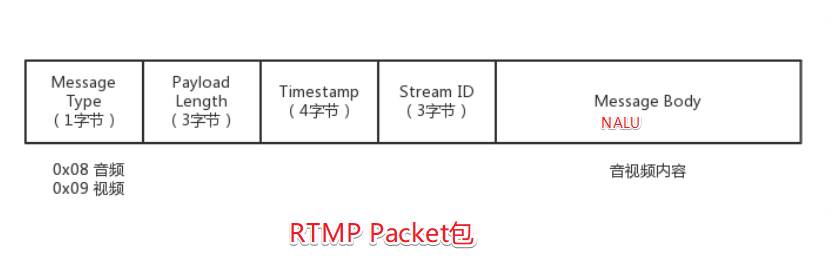 Message
Type
（1字节）
Payload
Length
（3字节）
Timestamp
（4字节）
Stream ID
（3字节）
Message Body
NALU
0x08 音频
0x09 视频
音视频内容
RTMP Packet包